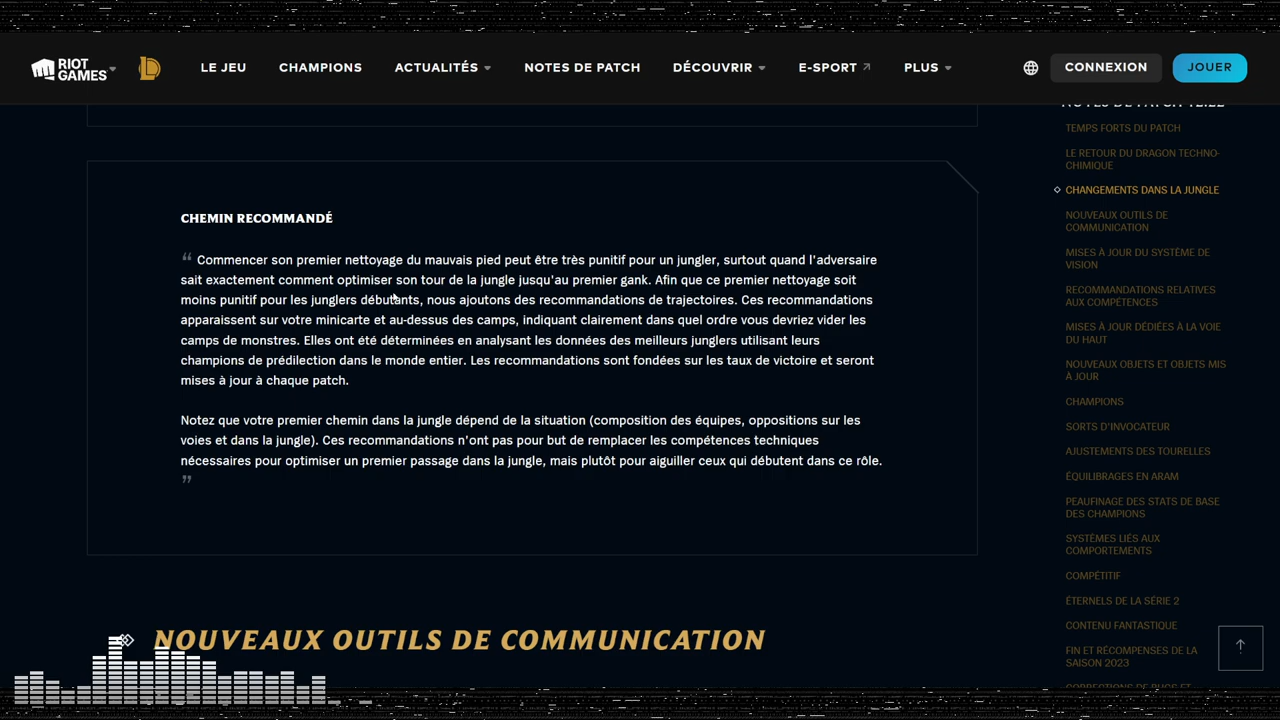 RIOT GAMES
LE JEU
CHAMPIONS
ACTUALITÉS
NOTES DE PATCH
DÉCOUVRIR
E-SPORT
PLUS
CONNEXION
JOUER
CHEMIN RECOMMANDÉ
“ Commencer son premier nettoyage du mauvais pied peut être très punitif pour un jungler, surtout quand l'adversaire
sait exactement comment optimiser son tour de la jungle jusqu'au premier gank. Afin que ce premier nettoyage soit
moins punitif pour les junglers débutants, nous ajoutons des recommandations de trajectoires. Ces recommandations
apparaissent sur votre minicarte et au-dessus des camps, indiquant clairement dans quel ordre vous devriez vider les
camps de monstres. Elles ont été déterminées en analysant les données des meilleurs junglers utilisant leurs
champions de prédilection dans le monde entier. Les recommandations sont fondées sur les taux de victoire et seront
mises à jour à chaque patch.
Notez que votre premier chemin dans la jungle dépend de la situation (composition des équipes, oppositions sur les
voies et dans la jungle). Ces recommandations n'ont pas pour but de remplacer les compétences techniques
nécessaires pour optimiser un premier passage dans la jungle, mais plutôt pour aiguiller ceux qui débutent dans ce rôle.
”
NOUVEAUX OUTILS DE COMMUNICATION
NOTES DE PATCH 12.22
TEMPS FORTS DU PATCH
LE RETOUR DU DRAGON TECHNO-
CHIMIQUE
CHANGEMENTS DANS LA JUNGLE
NOUVEAUX OUTILS DE
COMMUNICATION
MISES À JOUR DU SYSTÈME DE
VISION
RECOMMANDATIONS RELATIVES
AUX COMPÉTENCES
MISES À JOUR DÉDIÉES À LA VOIE
DU HAUT
NOUVEAUX OBJETS ET OBJETS MIS
À JOUR
CHAMPIONS
SORTS D'INVOCATEUR
AJUSTEMENTS DES TOURELLES
ÉQUILIBRAGES EN ARAM
PEAUFINAGE DES STATS DE BASE
DES CHAMPIONS
SYSTÈMES LIÉS AUX
COMPORTEMENTS
COMPÉTITIF
ÉTERNELS DE LA SÉRIE 2
CONTENU FANTASTIQUE
FIN ET RÉCOMPENSES DE LA
SAISON 2023
CORRECTIONS DE BUGS ET